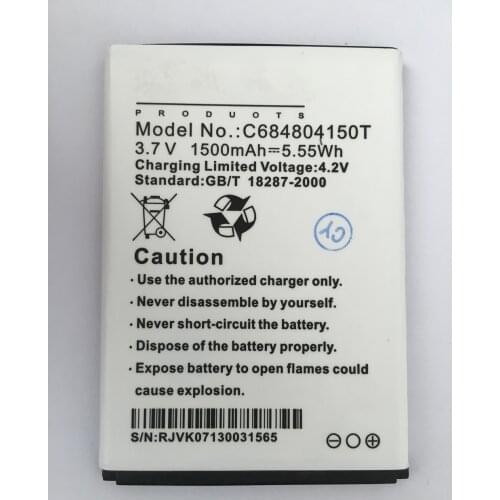 PRODUOTS
Model No.:C684804150T
3.7 V 1500mAh=5.55Wh
Charging Limited Voltage:4.2V
Standard:GB/T 18287-2000
Caution
· Use the authorized charger only.
· Never disassemble by yourself.
· Never short-circuit the battery.
· Dispose of the battery properly.
· Expose battery to open flames could
cause explosion.
S/N:RJVK07130031565